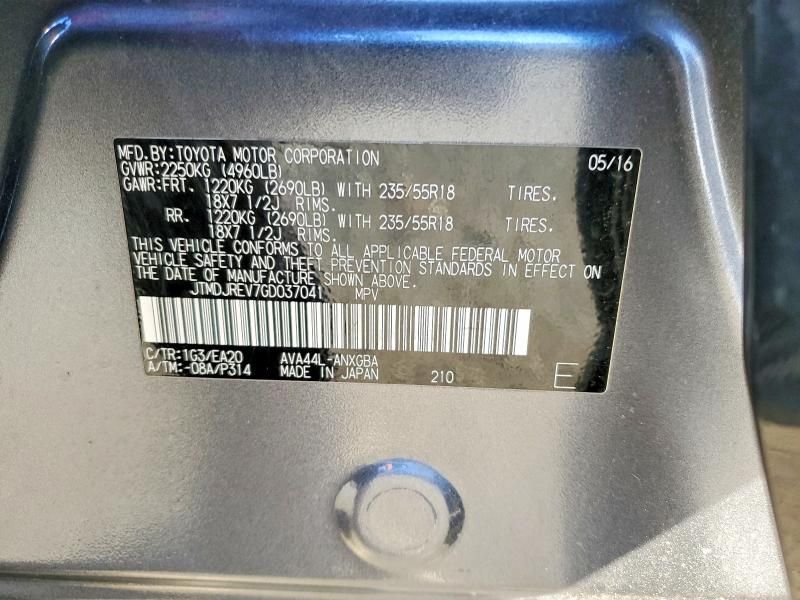 MFD.BY:TOYOTA MOTOR CORPORATION 05/16
GVWR:2250KG (4960LB)
GAWR:FRT. 1220KG (2690LB) WITH 235/55R18 TIRES.
18X7 1/2J RIMS.
RR. 1220KG (2690LB) WITH 235/55R18 TIRES.
18X7 1/2J RIMS.
THIS VEHICLE CONFORMS TO ALL APPLICABLE FEDERAL MOTOR
VEHICLE SAFETY AND THEFT PREVENTION STANDARDS IN EFFECT ON
THE DATE OF MANUFACTURE SHOWN ABOVE.
JTMDJREV7GD037041 MPV
C/TR:1G3/EA20 AVA44L-ANXGBA
A/TM:-08A/P314 MADE IN JAPAN 210 E